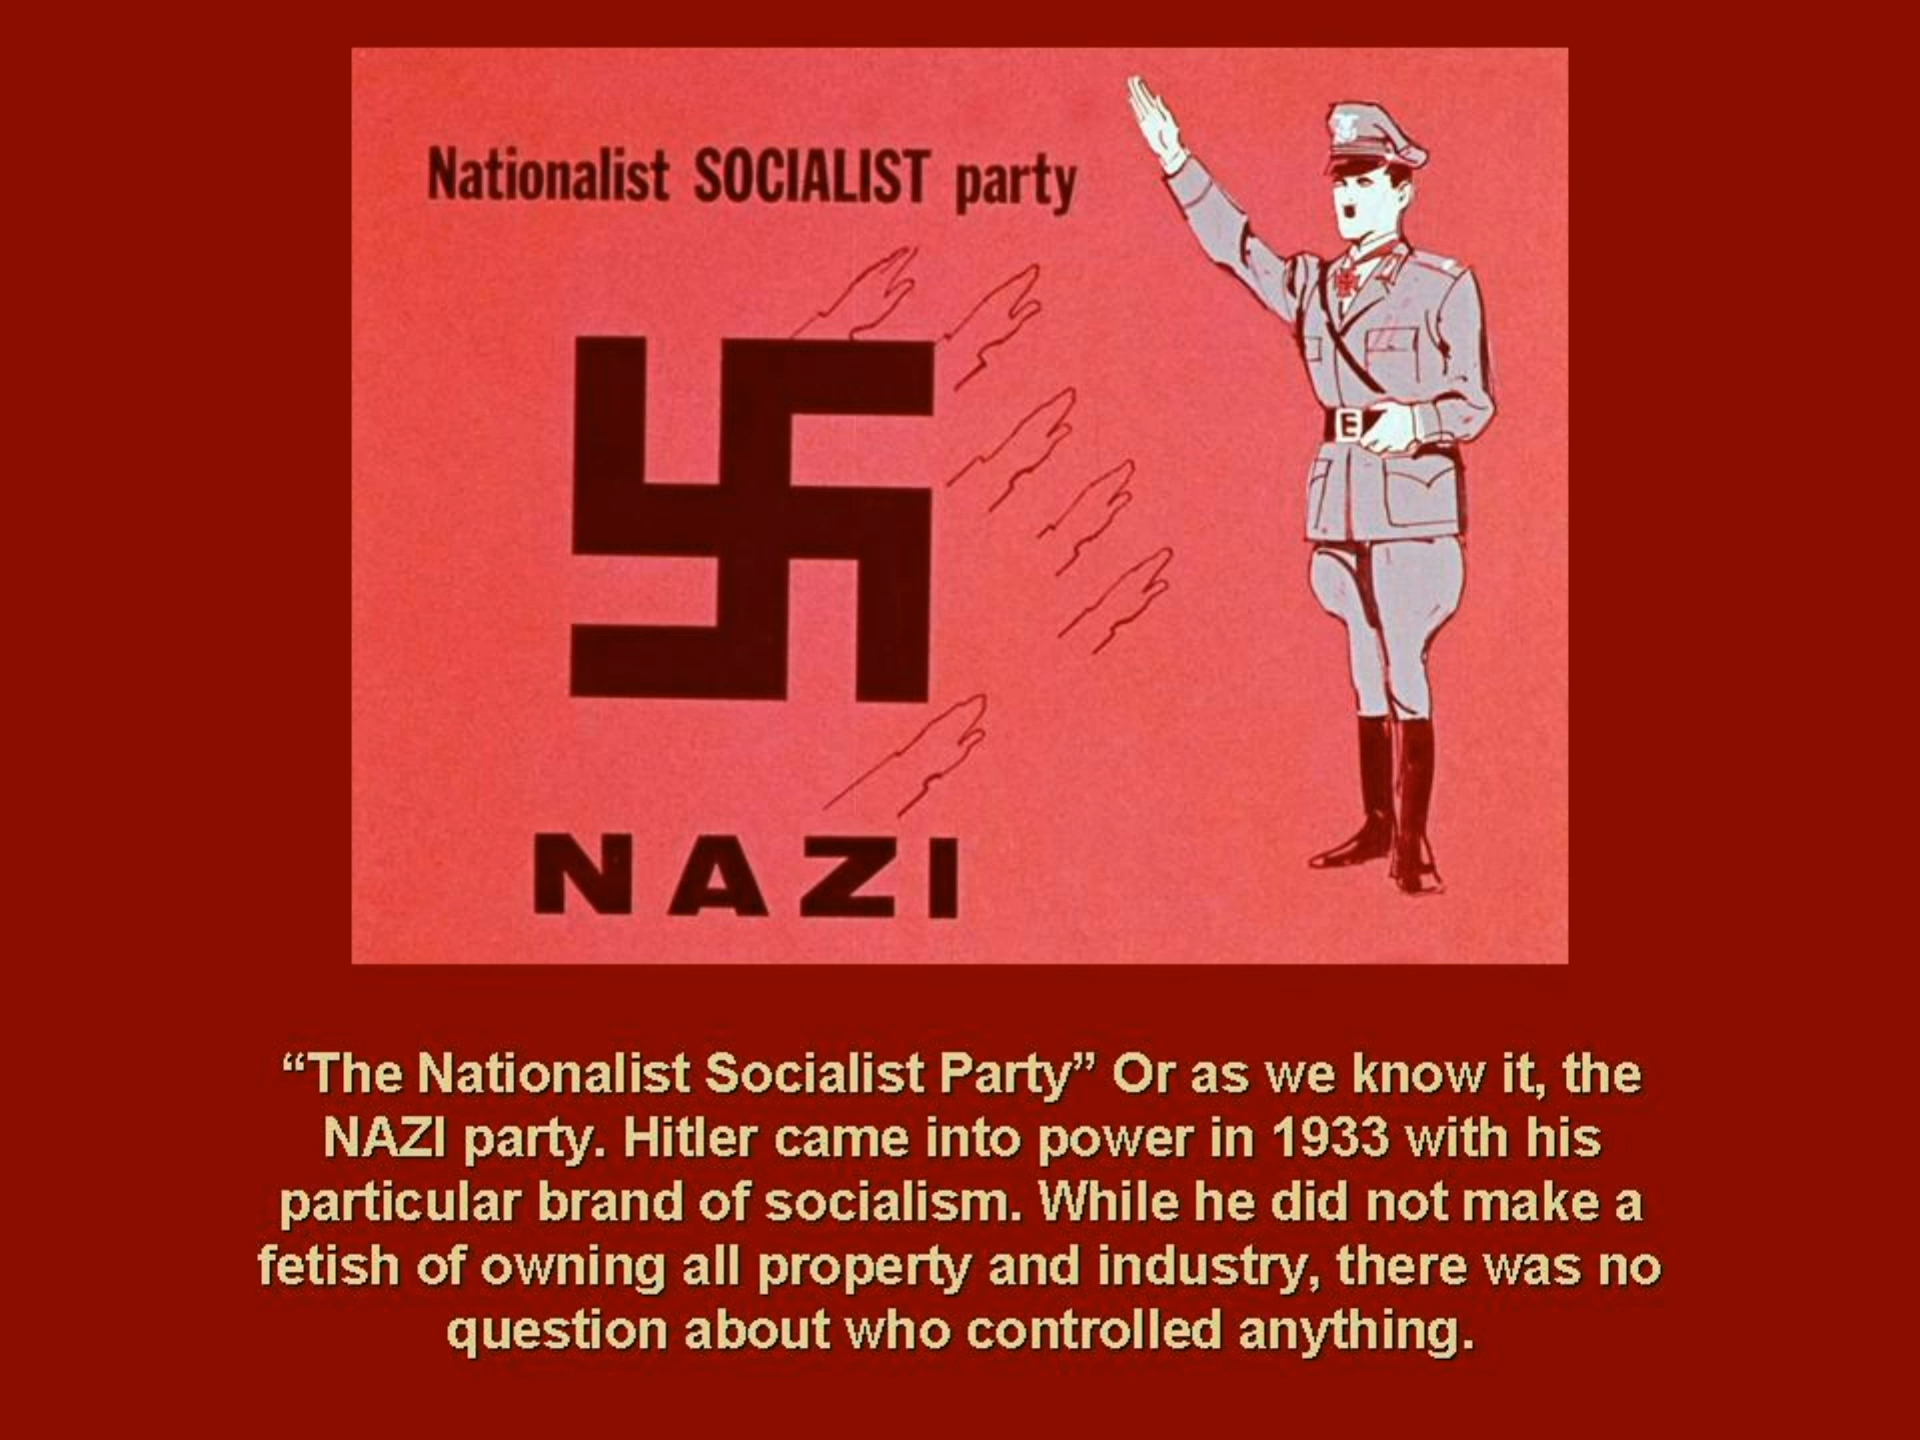 Nationalist SOCIALIST party
E
NAZI
“The Nationalist Socialist Party” Or as we know it, the
NAZI party. Hitler came into power in 1933 with his
particular brand of socialism. While he did not make a
fetish of owning all property and industry, there was no
question about who controlled anything.